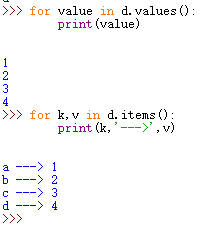 >>> for value in d.values():
        print(value)
1
2
3
4
>>> for k,v in d.items():
        print(k,'--->',v)
a ---> 1
b ---> 2
c ---> 3
d ---> 4
>>>